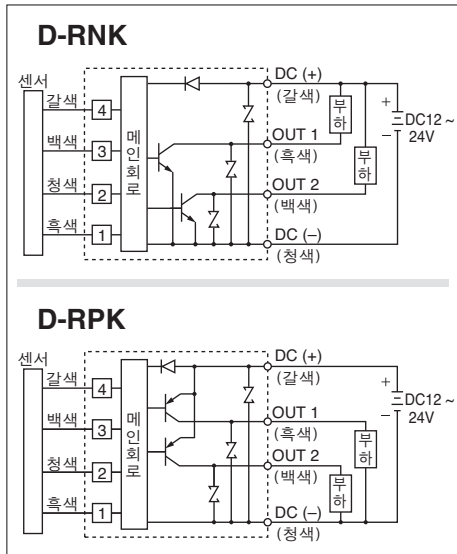 D-RNK
센서
갈색 4
백색 3
청색 2
흑색 1
메인회로
DC (+)
(갈색)
OUT 1
(흑색)
OUT 2
(백색)
DC (–)
(청색)
부하
부하
+
–
DC12 ~
24V
D-RPK
센서
갈색 4
백색 3
청색 2
흑색 1
메인회로
DC (+)
(갈색)
OUT 1
(흑색)
OUT 2
(백색)
DC (–)
(청색)
부하
부하
+
–
DC12 ~
24V